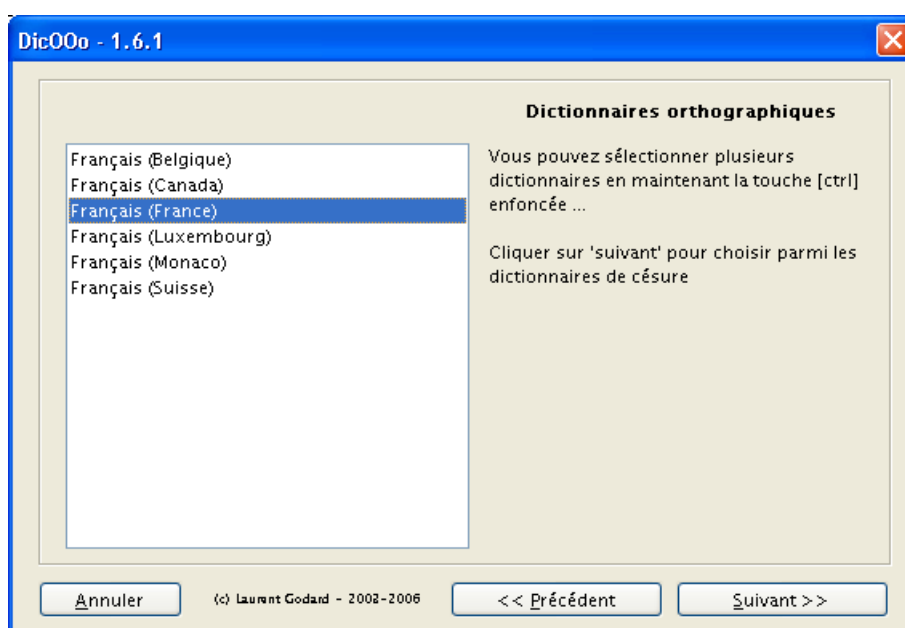 DicOOo - 1.6.1
Dictionnaires orthographiques
Français (Belgique)
Français (Canada)
Français (France)
Français (Luxembourg)
Français (Monaco)
Français (Suisse)
Vous pouvez sélectionner plusieurs
dictionnaires en maintenant la touche [ctrl]
enfoncée ...
Cliquer sur 'suivant' pour choisir parmi les
dictionnaires de césure
Annuler
(c) Laurent Godard - 2002-2006
<< Précédent
Suivant >>